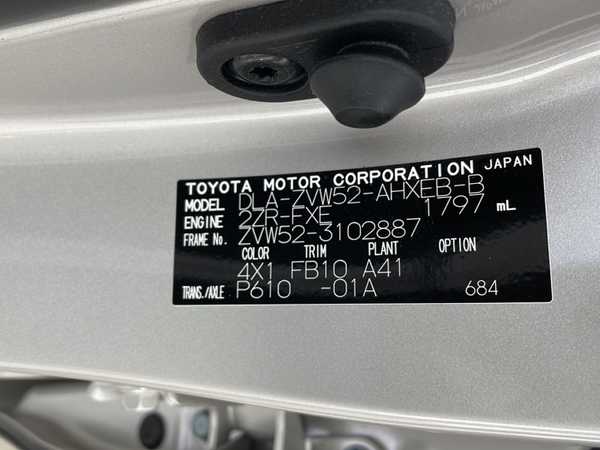 TOYOTA MOTOR CORPORATION JAPAN
MODEL DLA-ZVW52-AHXEB-B
ENGINE 2ZR-FXE 1797 mL
FRAME No. ZVW52-3102887
COLOR TRIM PLANT OPTION
4X1 FB10 A41
TRANS./AXLE P610 -01A 684